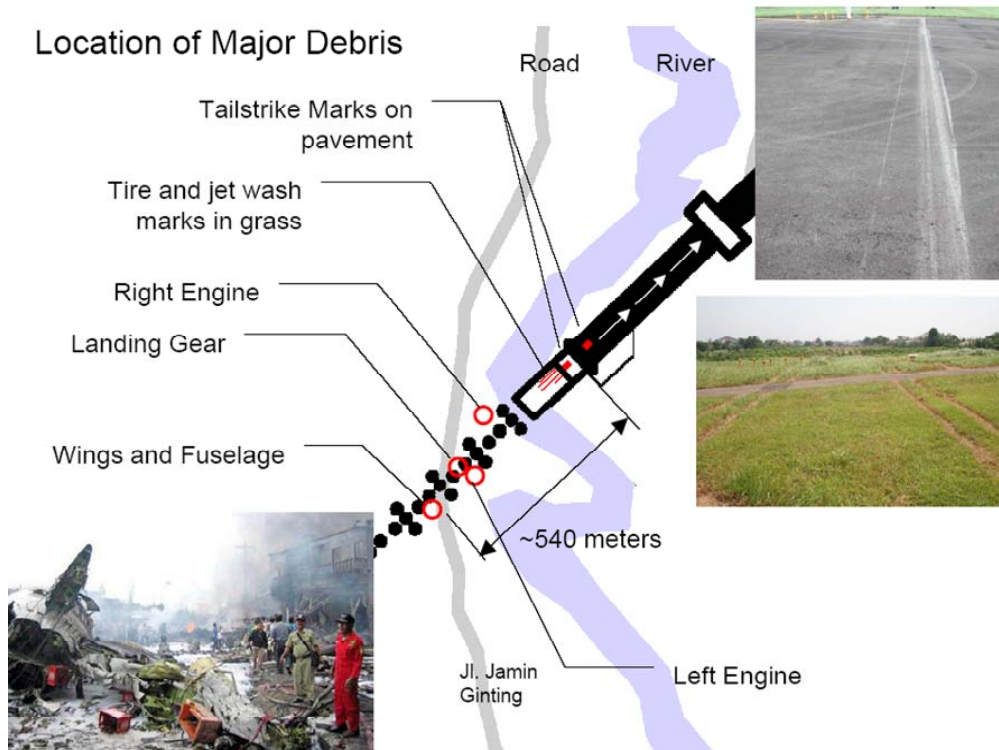 Location of Major Debris
Road
River
Tailstrike Marks on
pavement
Tire and jet wash
marks in grass
Right Engine
Landing Gear
Wings and Fuselage
~540 meters
Jl. Jamin
Ginting
Left Engine